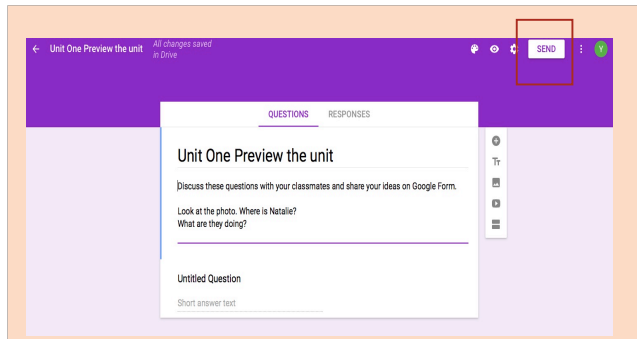 Unit One Preview the unit
All changes saved
in Drive
SEND
Y
QUESTIONS RESPONSES
Unit One Preview the unit
Discuss these questions with your classmates and share your ideas on Google Form.
Look at the photo. Where is Natalie?
What are they doing?
Untitled Question
Short answer text
Tт